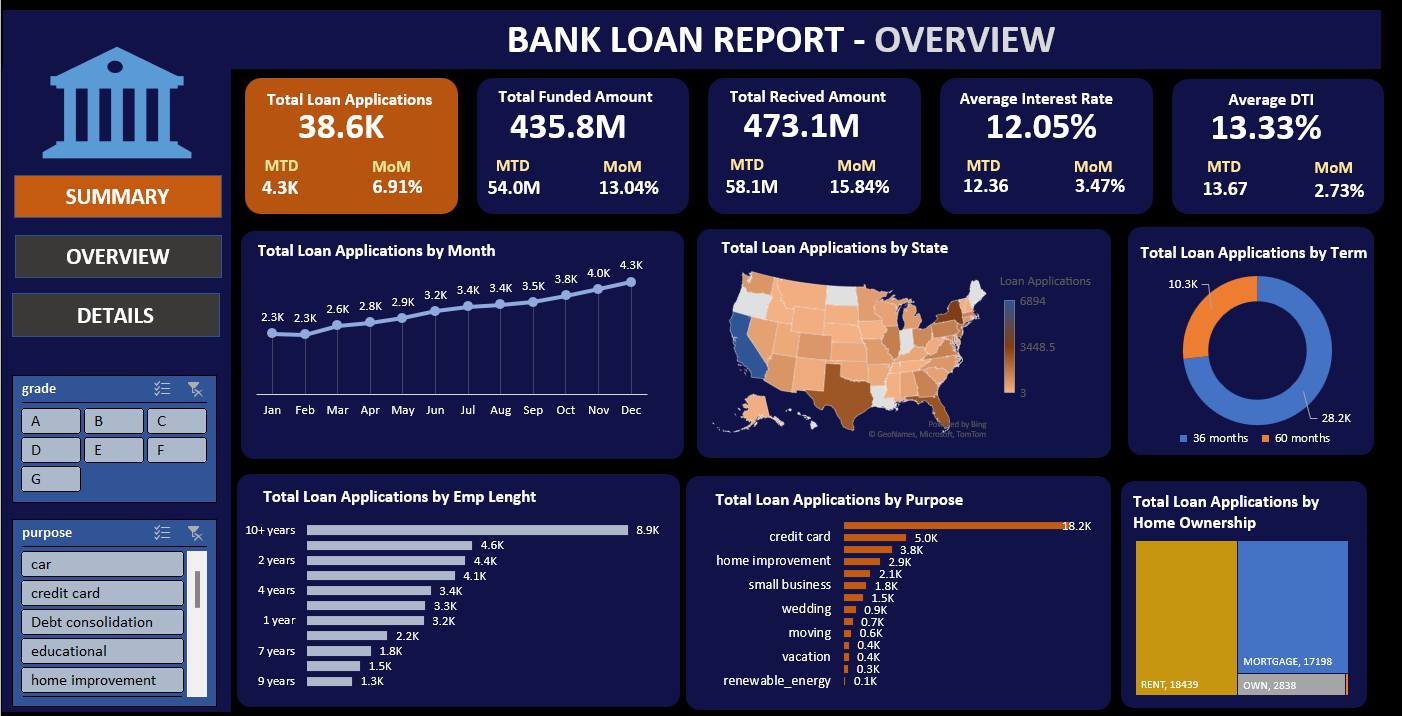 BANK LOAN REPORT - OVERVIEW
SUMMARY
OVERVIEW
DETAILS
grade
A
B
C
D
E
F
G
purpose
car
credit card
Debt consolidation
educational
home improvement
Total Loan Applications
38.6K
MTD MoM
4.3K 6.91%
Total Funded Amount
435.8M
MTD MoM
54.0M 13.04%
Total Recived Amount
473.1M
MTD MoM
58.1M 15.84%
Average Interest Rate
12.05%
MTD MoM
12.36 3.47%
Average DTI
13.33%
MTD MoM
13.67 2.73%
Total Loan Applications by Month
2.3K 2.3K 2.6K 2.8K 2.9K 3.2K 3.4K 3.4K 3.5K 3.8K 4.0K 4.3K
Jan Feb Mar Apr May Jun Jul Aug Sep Oct Nov Dec
Total Loan Applications by State
Loan Applications
6894
3448.5
3
Powered by Bing
© GeoNames, Microsoft, TomTom
Total Loan Applications by Term
10.3K
28.2K
36 months 60 months
Total Loan Applications by Emp Lenght
10+ years 8.9K
4.6K
2 years 4.4K
4.1K
4 years 3.4K
3.3K
1 year 3.2K
2.2K
7 years 1.8K
1.5K
9 years 1.3K
Total Loan Applications by Purpose
18.2K
credit card 5.0K
3.8K
home improvement 2.9K
2.1K
small business 1.8K
1.5K
wedding 0.9K
0.7K
moving 0.6K
0.4K
vacation 0.4K
0.3K
renewable_energy 0.1K
Total Loan Applications by
Home Ownership
MORTGAGE, 17198
RENT, 18439
OWN, 2838